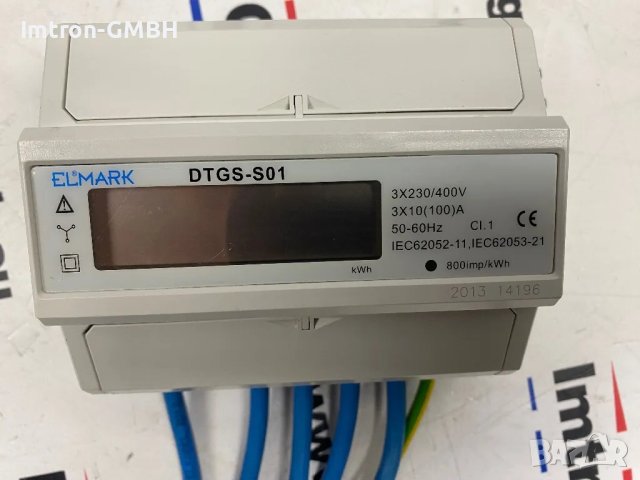 Imtron-GMBH
ELMARK DTGS-S01
3X230/400V
3X10(100)A
50-60Hz Cl.1 CE
IEC62052-11,IEC62053-21
kWh
800imp/kWh
2013 14196
BAZAR